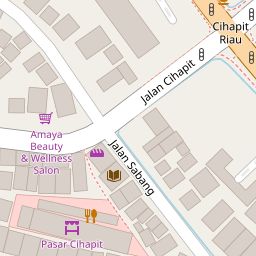 Cihapit
Riau
Jalan Cihapit
Amaya
Beauty
& Wellness
Salon
Jalan Sabang
Pasar Cihapit